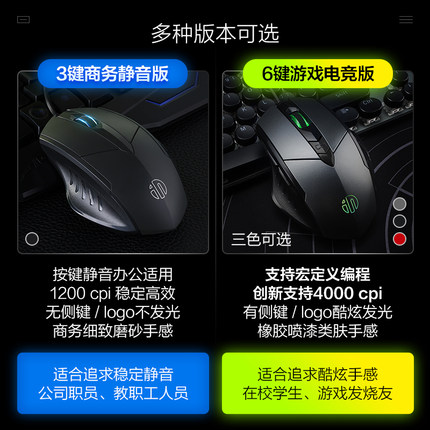 多种版本可选
3键商务静音版
6键游戏电竞版
三色可选
按键静音办公适用
1200 cpi 稳定高效
无侧键 / logo不发光
商务细致磨砂手感
支持宏定义编程
创新支持4000 cpi
有侧键 / logo酷炫发光
橡胶喷漆类肤手感
适合追求稳定静音
公司职员、教职工人员
适合追求酷炫手感
在校学生、游戏发烧友